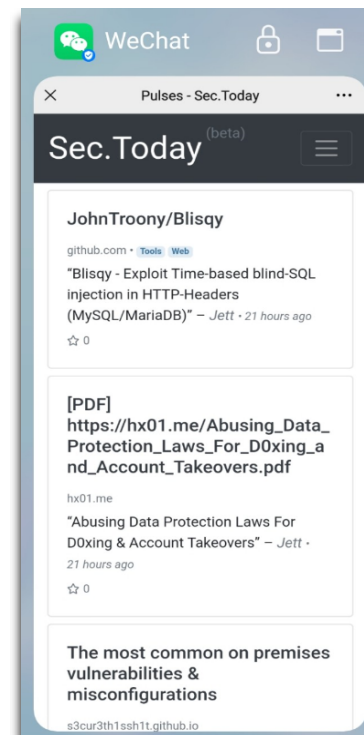 WeChat
Pulses - Sec.Today
Sec.Today (beta)
JohnTroony/Blisqy
github.com • Tools Web
“Blisqy - Exploit Time-based blind-SQL
injection in HTTP-Headers
(MySQL/MariaDB)” – Jett • 21 hours ago
☆ 0
[PDF]
https://hx01.me/Abusing_Data_
Protection_Laws_For_D0xing_a
nd_Account_Takeovers.pdf
hx01.me
“Abusing Data Protection Laws For
D0xing & Account Takeovers” – Jett •
21 hours ago
☆ 0
The most common on premises
vulnerabilities &
misconfigurations
s3cur3th1ssh1t.github.io